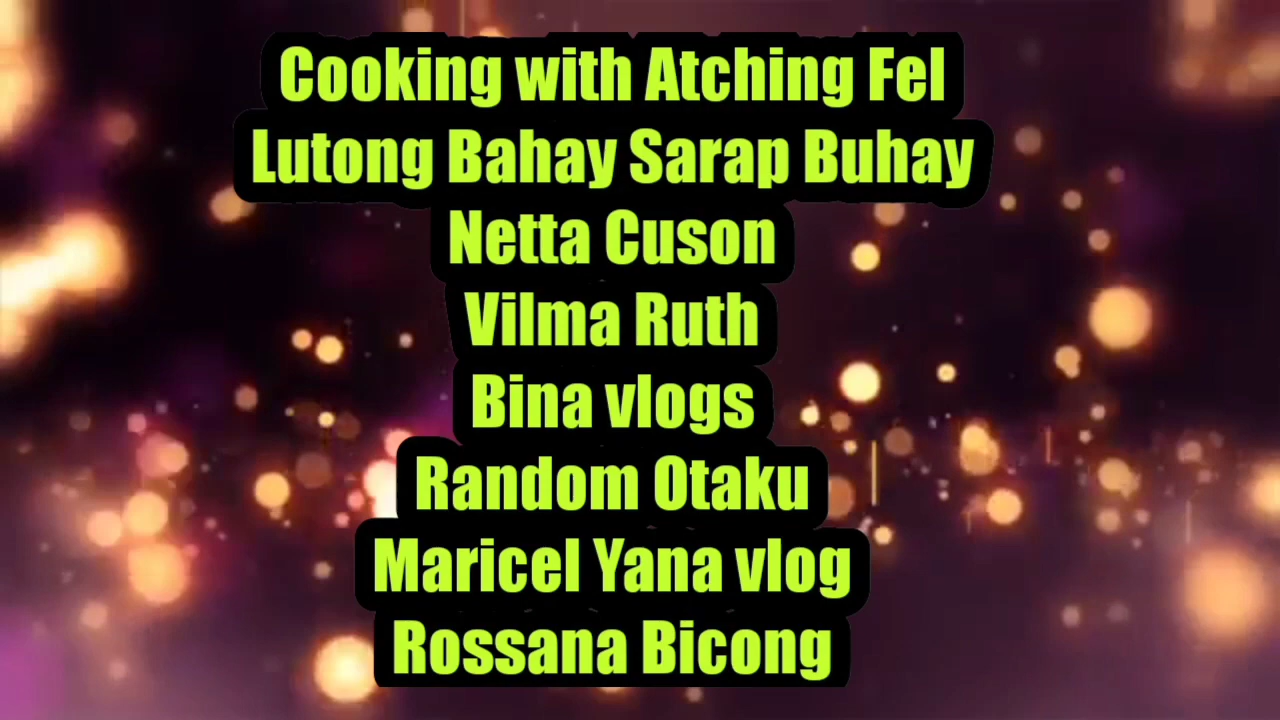 Cooking with Atching Fel
Lutong Bahay Sarap Buhay
Netta Cuson
Vilma Ruth
Bina vlogs
Random Otaku
Maricel Yana vlog
Rossana Bicong